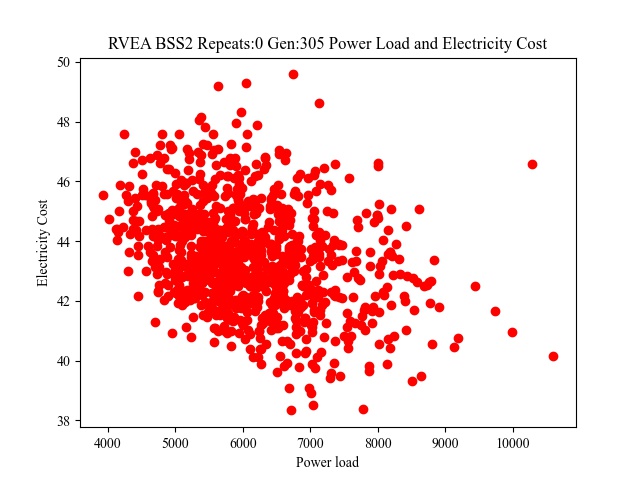 RVEA BSS2 Repeats:0 Gen:305 Power Load and Electricity Cost
50
48
46
44
42
40
38
Electricity Cost
4000 5000 6000 7000 8000 9000 10000
Power load